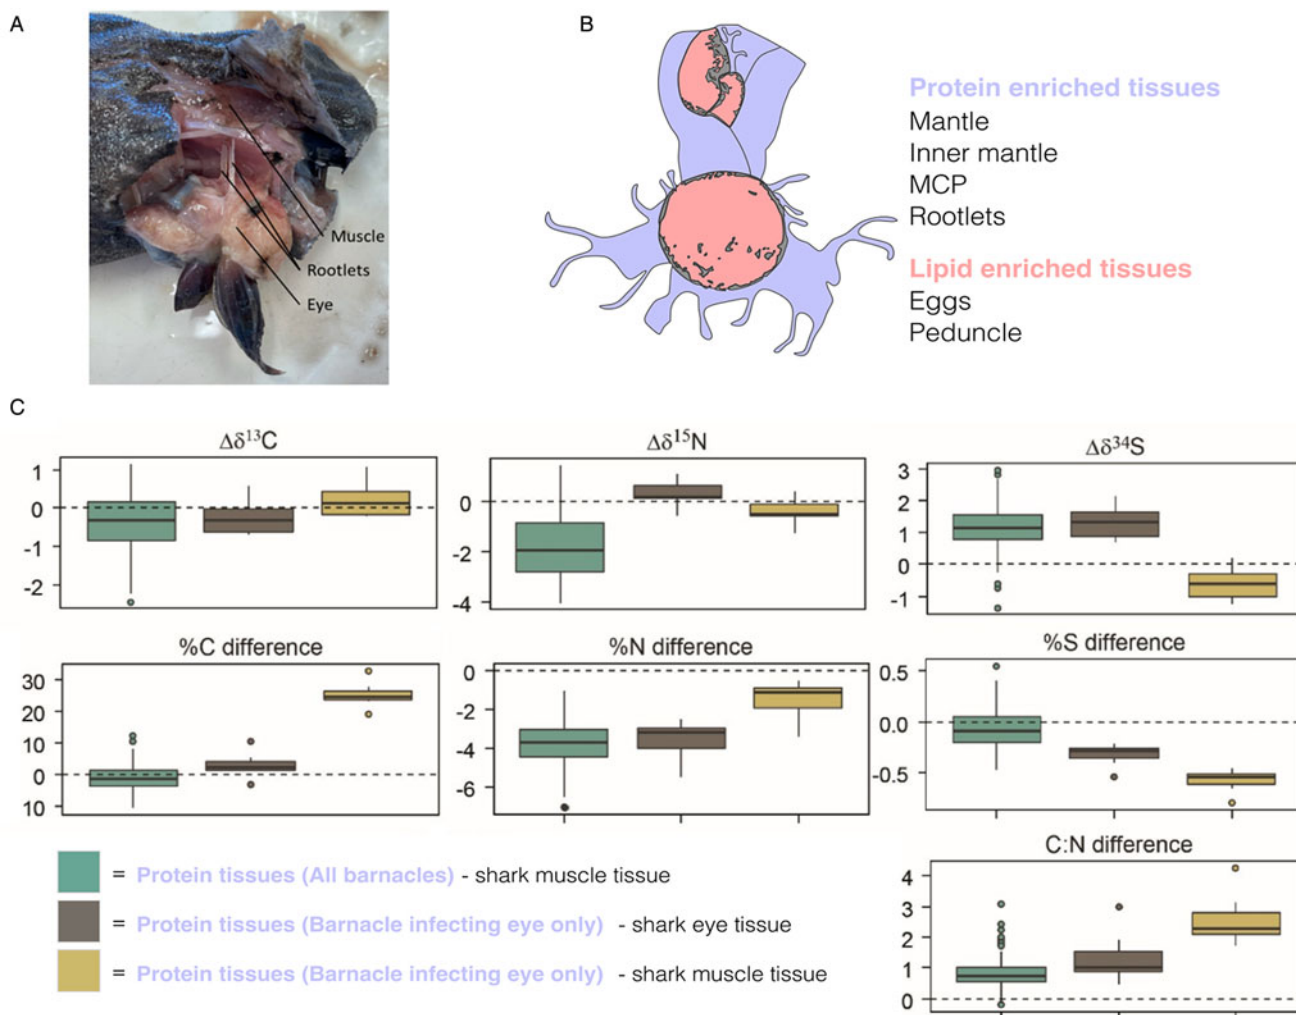 A
Muscle
Rootlets
Eye
B
Protein enriched tissues
Mantle
Inner mantle
MCP
Rootlets
Lipid enriched tissues
Eggs
Peduncle
C
Δδ¹³C
1
0
-1
-2
Δδ¹⁵N
0
-2
-4
Δδ³⁴S
3
2
1
0
-1
%C difference
30
20
10
0
10
%N difference
0
-2
-4
-6
%S difference
0.5
0.0
-0.5
= Protein tissues (All barnacles) - shark muscle tissue
= Protein tissues (Barnacle infecting eye only) - shark eye tissue
= Protein tissues (Barnacle infecting eye only) - shark muscle tissue
C:N difference
4
3
2
1
0